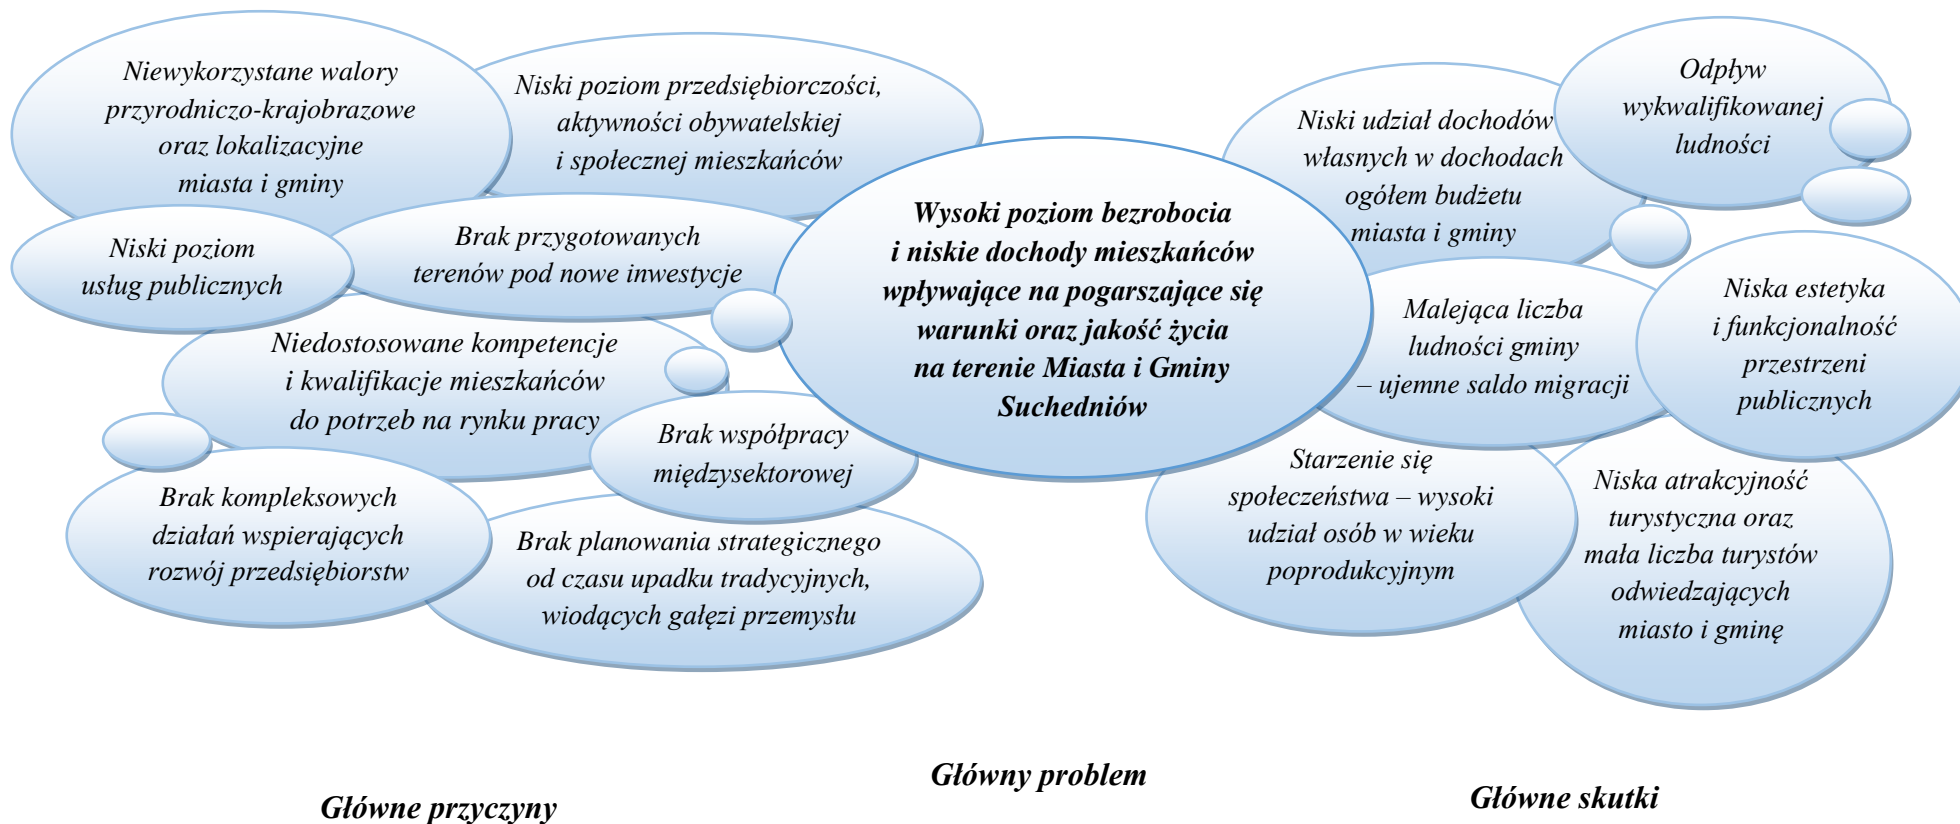 Niewykorzystane walory
przyrodniczo-krajobrazowe
oraz lokalizacyjne
miasta i gminy
Niski poziom przedsiębiorczości,
aktywności obywatelskiej
i społecznej mieszkańców
Niski poziom
usług publicznych
Brak przygotowanych
terenów pod nowe inwestycje
Niedostosowane kompetencje
i kwalifikacje mieszkańców
do potrzeb na rynku pracy
Brak współpracy
międzysektorowej
Brak kompleksowych
działań wspierających
rozwój przedsiębiorstw
Brak planowania strategicznego
od czasu upadku tradycyjnych,
wiodących gałęzi przemysłu
Wysoki poziom bezrobocia
i niskie dochody mieszkańców
wpływające na pogarszające się
warunki oraz jakość życia
na terenie Miasta i Gminy
Suchedniów
Niski udział dochodów
własnych w dochodach
ogółem budżetu
miasta i gminy
Odpływ
wykwalifikowanej
ludności
Malejąca liczba
ludności gminy
– ujemne saldo migracji
Niska estetyka
i funkcjonalność
przestrzeni
publicznych
Starzenie się
społeczeństwa – wysoki
udział osób w wieku
poprodukcyjnym
Niska atrakcyjność
turystyczna oraz
mała liczba turystów
odwiedzających
miasto i gminę
Główne przyczyny
Główny problem
Główne skutki